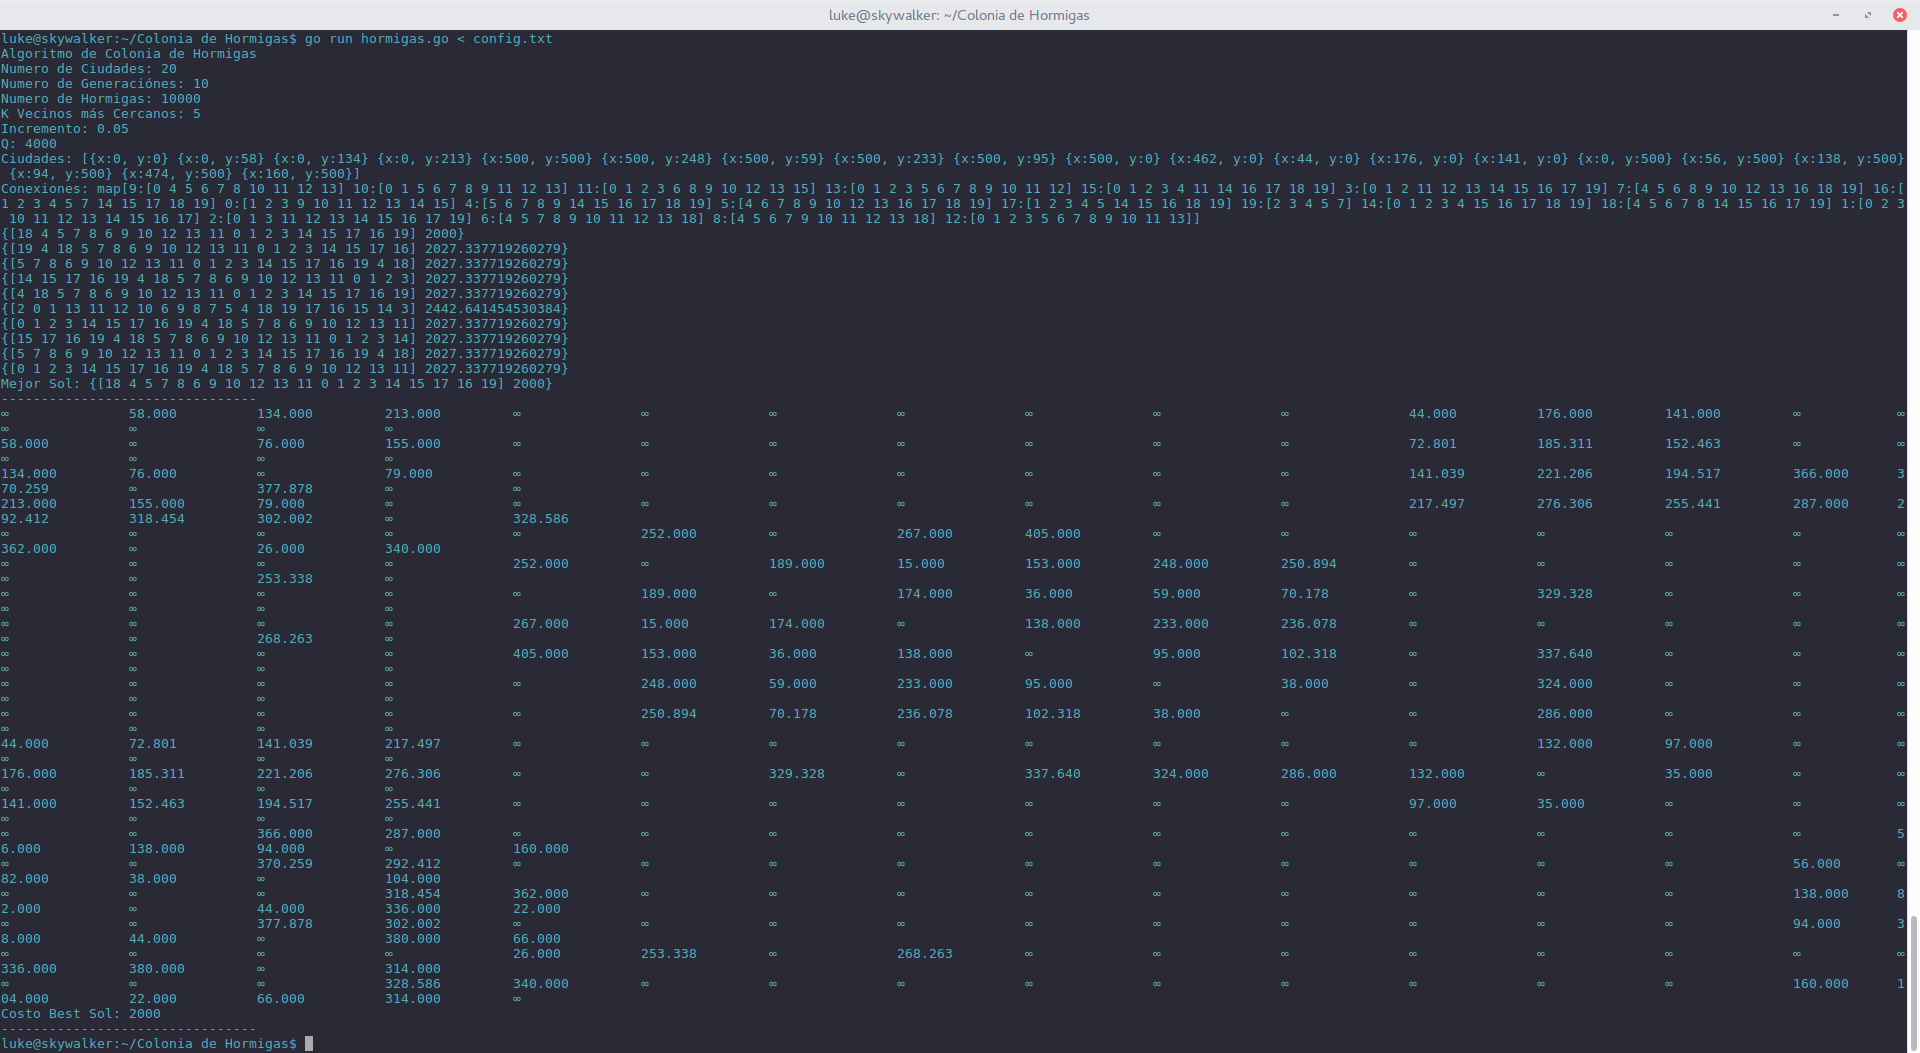 luke@skywalker: ~/Colonia de Hormigas
luke@skywalker:~/Colonia de Hormigas$ go run hormigas.go < config.txt
Algoritmo de Colonia de Hormigas
Numero de Ciudades: 20
Numero de Generaciónes: 10
Numero de Hormigas: 10000
K Vecinos más Cercanos: 5
Incremento: 0.05
Q: 4000
Ciudades: [{x:0, y:0} {x:0, y:58} {x:0, y:134} {x:0, y:213} {x:500, y:500} {x:500, y:248} {x:500, y:59} {x:500, y:233} {x:500, y:95} {x:500, y:0} {x:462, y:0} {x:44, y:0} {x:176, y:0} {x:141, y:0} {x:0, y:500} {x:56, y:500} {x:138, y:500}
 {x:94, y:500} {x:474, y:500} {x:160, y:500}]
Conexiones: map[9:[0 4 5 6 7 8 10 11 12 13] 10:[0 1 5 6 7 8 9 11 12 13] 11:[0 1 2 3 6 8 9 10 12 13 15] 13:[0 1 2 3 5 6 7 8 9 10 11 12] 15:[0 1 2 3 4 11 14 16 17 18 19] 3:[0 1 2 11 12 13 14 15 16 17 19] 7:[4 5 6 8 9 10 12 13 16 18 19] 16:[
1 2 3 4 5 7 14 15 17 18 19] 0:[1 2 3 9 10 11 12 13 14 15] 4:[5 6 7 8 9 14 15 16 17 18 19] 5:[4 6 7 8 9 10 12 13 16 17 18 19] 17:[1 2 3 4 5 14 15 16 18 19] 19:[2 3 4 5 7] 14:[0 1 2 3 4 15 16 17 18 19] 18:[4 5 6 7 8 14 15 16 17 19] 1:[0 2 3
 10 11 12 13 14 15 16 17] 2:[0 1 3 11 12 13 14 15 16 17 19] 6:[4 5 7 8 9 10 11 12 13 18] 8:[4 5 6 7 9 10 11 12 13 18] 12:[0 1 2 3 5 6 7 8 9 10 11 13]]
{[18 4 5 7 8 6 9 10 12 13 11 0 1 2 3 14 15 17 16 19] 2000}
{[19 4 18 5 7 8 6 9 10 12 13 11 0 1 2 3 14 15 17 16] 2027.337719260279}
{[5 7 8 6 9 10 12 13 11 0 1 2 3 14 15 17 16 19 4 18] 2027.337719260279}
{[14 15 17 16 19 4 18 5 7 8 6 9 10 12 13 11 0 1 2 3] 2027.337719260279}
{[4 18 5 7 8 6 9 10 12 13 11 0 1 2 3 14 15 17 16 19] 2027.337719260279}
{[2 0 1 13 11 12 10 6 9 8 7 5 4 18 19 17 16 15 14 3] 2442.641454530384}
{[0 1 2 3 14 15 17 16 19 4 18 5 7 8 6 9 10 12 13 11] 2027.337719260279}
{[15 17 16 19 4 18 5 7 8 6 9 10 12 13 11 0 1 2 3 14] 2027.337719260279}
{[5 7 8 6 9 10 12 13 11 0 1 2 3 14 15 17 16 19 4 18] 2027.337719260279}
{[0 1 2 3 14 15 17 16 19 4 18 5 7 8 6 9 10 12 13 11] 2027.337719260279}
Mejor Sol: {[18 4 5 7 8 6 9 10 12 13 11 0 1 2 3 14 15 17 16 19] 2000}
--------------------------------
∞ 58.000 134.000 213.000 ∞ ∞ ∞ ∞ ∞ ∞ ∞ 44.000 176.000 141.000 ∞ ∞
∞ ∞ ∞ ∞
58.000 ∞ 76.000 155.000 ∞ ∞ ∞ ∞ ∞ ∞ ∞ 72.801 185.311 152.463 ∞ ∞
∞ ∞ ∞ ∞
134.000 76.000 ∞ 79.000 ∞ ∞ ∞ ∞ ∞ ∞ ∞ 141.039 221.206 194.517 366.000 3
70.259 ∞ 377.878 ∞ ∞
213.000 155.000 79.000 ∞ ∞ ∞ ∞ ∞ ∞ ∞ ∞ 217.497 276.306 255.441 287.000 2
92.412 318.454 302.002 ∞ 328.586
∞ ∞ ∞ ∞ ∞ 252.000 ∞ 267.000 405.000 ∞ ∞ ∞ ∞ ∞ ∞ ∞
362.000 ∞ 26.000 340.000
∞ ∞ ∞ ∞ 252.000 ∞ 189.000 15.000 153.000 248.000 250.894 ∞ ∞ ∞ ∞ ∞
∞ ∞ 253.338 ∞
∞ ∞ ∞ ∞ ∞ 189.000 ∞ 174.000 36.000 59.000 70.178 ∞ 329.328 ∞ ∞ ∞
∞ ∞ ∞ ∞
∞ ∞ ∞ ∞ 267.000 15.000 174.000 ∞ 138.000 233.000 236.078 ∞ ∞ ∞ ∞ ∞
∞ ∞ 268.263 ∞
∞ ∞ ∞ ∞ 405.000 153.000 36.000 138.000 ∞ 95.000 102.318 ∞ 337.640 ∞ ∞ ∞
∞ ∞ ∞ ∞
∞ ∞ ∞ ∞ ∞ 248.000 59.000 233.000 95.000 ∞ 38.000 ∞ 324.000 ∞ ∞ ∞
∞ ∞ ∞ ∞
∞ ∞ ∞ ∞ ∞ 250.894 70.178 236.078 102.318 38.000 ∞ ∞ 286.000 ∞ ∞ ∞
∞ ∞ ∞ ∞
44.000 72.801 141.039 217.497 ∞ ∞ ∞ ∞ ∞ ∞ ∞ ∞ 132.000 97.000 ∞ ∞
∞ ∞ ∞ ∞
176.000 185.311 221.206 276.306 ∞ ∞ 329.328 ∞ 337.640 324.000 286.000 132.000 ∞ 35.000 ∞ ∞
∞ ∞ ∞ ∞
141.000 152.463 194.517 255.441 ∞ ∞ ∞ ∞ ∞ ∞ ∞ 97.000 35.000 ∞ ∞ ∞
∞ ∞ ∞ ∞
∞ ∞ 366.000 287.000 ∞ ∞ ∞ ∞ ∞ ∞ ∞ ∞ ∞ ∞ ∞ 5
6.000 138.000 94.000 ∞ 160.000
∞ ∞ 370.259 292.412 ∞ ∞ ∞ ∞ ∞ ∞ ∞ ∞ ∞ ∞ 56.000 ∞
82.000 38.000 ∞ 104.000
∞ ∞ ∞ 318.454 362.000 ∞ ∞ ∞ ∞ ∞ ∞ ∞ ∞ ∞ 138.000 8
2.000 ∞ 44.000 336.000 22.000
∞ ∞ 377.878 302.002 ∞ ∞ ∞ ∞ ∞ ∞ ∞ ∞ ∞ ∞ 94.000 3
8.000 44.000 ∞ 380.000 66.000
∞ ∞ ∞ ∞ 26.000 253.338 ∞ 268.263 ∞ ∞ ∞ ∞ ∞ ∞ ∞ ∞
336.000 380.000 ∞ 314.000
∞ ∞ ∞ 328.586 340.000 ∞ ∞ ∞ ∞ ∞ ∞ ∞ ∞ ∞ 160.000 1
04.000 22.000 66.000 314.000 ∞
Costo Best Sol: 2000
--------------------------------
luke@skywalker:~/Colonia de Hormigas$